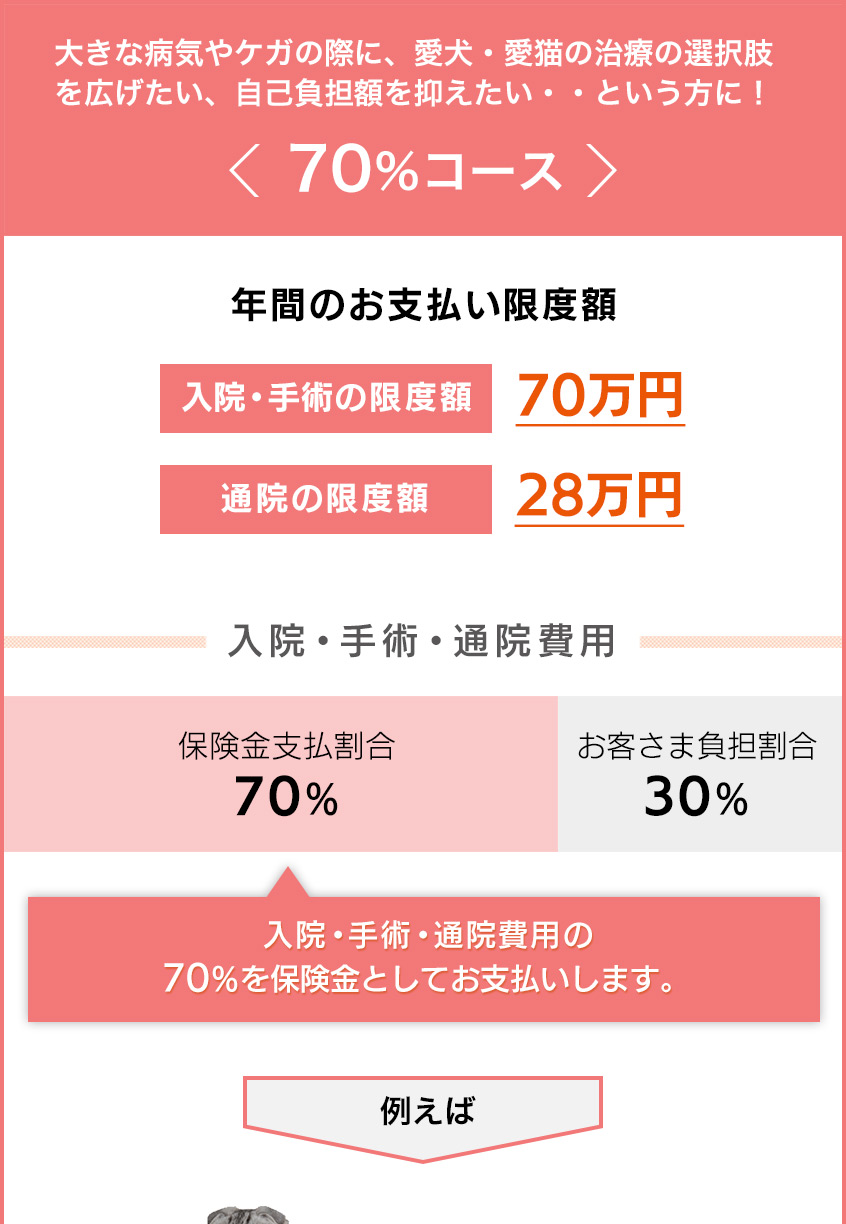 大きな病気やケガの際に、愛犬・愛猫の治療の選択肢
を広げたい、自己負担額を抑えたい・・という方に！
〈 70%コース 〉
年間のお支払い限度額
入院・手術の限度額 70万円
通院の限度額 28万円
入院・手術・通院費用
保険金支払割合 お客さま負担割合
70% 30%
入院・手術・通院費用の
70%を保険金としてお支払いします。
例えば